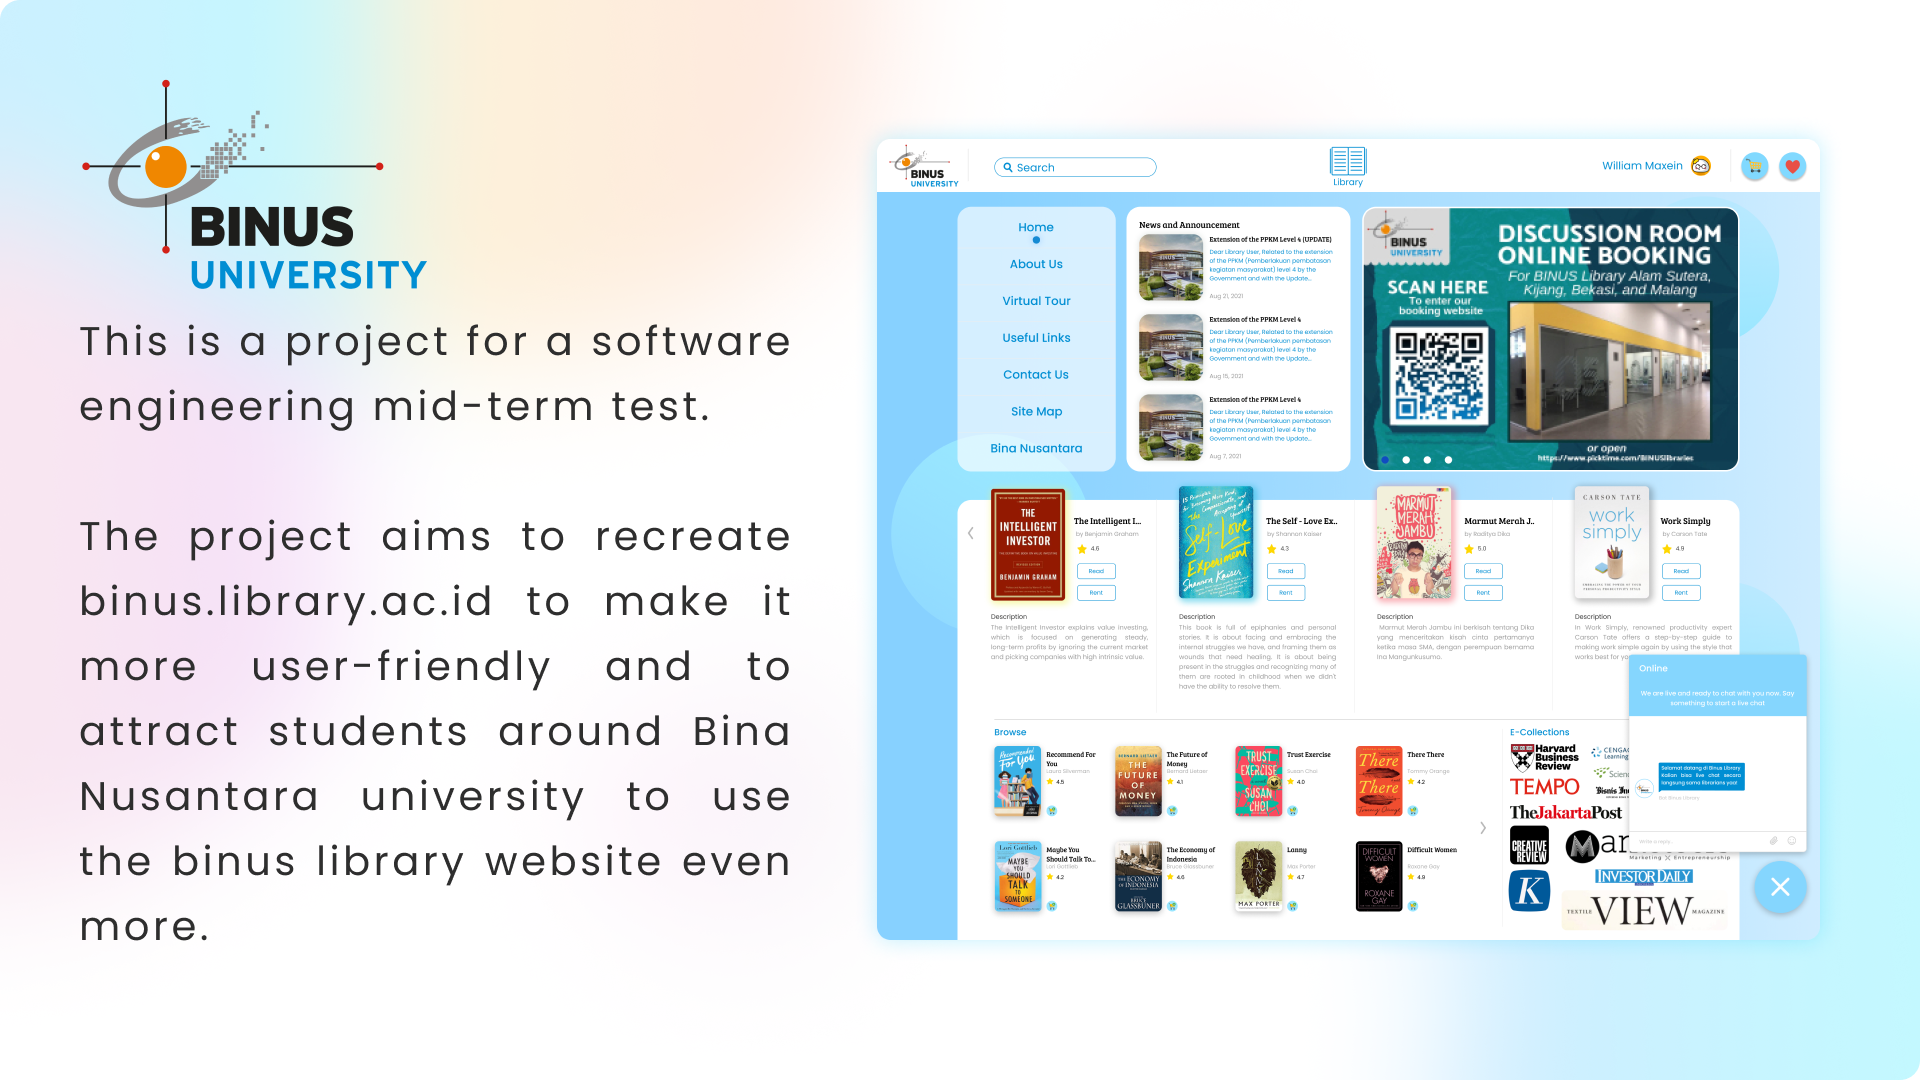 BINUS
UNIVERSITY
This is a project for a software
engineering mid-term test.
The project aims to recreate
binus.library.ac.id to make it
more user-friendly and to
attract students around Bina
Nusantara university to use
the binus library website even
more.
BINUS
UNIVERSITY
Search
Library
William Maxein
Home
About Us
Virtual Tour
Useful Links
Contact Us
Site Map
Bina Nusantara
News and Announcement
Extension of the PPKM Level 4 (UPDATE)
Dear Library User, Related to the extension
of the PPKM (Pemberlakuan pembatasan
kegiatan masyarakat) level 4 by the
Government and with the Update...
Aug 21, 2021
Extension of the PPKM Level 4
Dear Library User, Related to the extension
of the PPKM (Pemberlakuan pembatasan
kegiatan masyarakat) level 4 by the
Government and with the Update...
Aug 15, 2021
Extension of the PPKM Level 4
Dear Library User, Related to the extension
of the PPKM (Pemberlakuan pembatasan
kegiatan masyarakat) level 4 by the
Government and with the Update...
Aug 7, 2021
BINUS
UNIVERSITY
DISCUSSION ROOM
ONLINE BOOKING
For BINUS Library Alam Sutera,
Kijang, Bekasi, and Malang
SCAN HERE
To enter our
booking website
or open
https://www.picktime.com/BINUSlibraries
THE
INTELLIGENT
INVESTOR
BENJAMIN GRAHAM
The Intelligent I...
by Benjamin Graham
4.6
Read
Rent
Description
The Intelligent Investor explains value investing,
which is focused on generating steady,
long-term profits by ignoring the current market
and picking companies with high intrinsic value.
The
Self-Love
Experiment
Shannon Kaiser
The Self - Love Ex..
by Shannon Kaiser
4.3
Read
Rent
Description
This book is full of epiphanies and personal
stories. It is about facing and embracing the
internal struggles we have, and framing them as
wounds that need healing. It is about being
present in the struggles and recognizing many of
them are rooted in childhood when we didn't
have the ability to resolve them.
MARMUT
MERAH
JAMBU
Marmut Merah J..
by Raditya Dika
5.0
Read
Rent
Description
Marmut Merah Jambu ini berkisah tentang Dika
yang menceritakan kisah cinta pertamanya
ketika masa SMA, dengan perempuan bernama
Ina Mangunkusumo.
CARSON TATE
work
simply
Work Simply
by Carson Tate
4.9
Read
Rent
Description
In Work Simply, renowned productivity expert
Carson Tate offers a step-by-step guide to
making work simple again by using the style that
works best for yo
Browse
Recommended
For You
Recommend For
You
Laura Silverman
4.5
THE
FUTURE
OF
MONEY
The Future of
Money
Bernard Lietaer
4.1
TRUST
EXERCISE
SUSAN
CHOI
Trust Exercise
Susan Choi
4.0
There
There
Tommy Orange
There There
Tommy Orange
4.2
Lori Gottlieb
MAYBE
YOU
SHOULD
TALK
TO
SOMEONE
Maybe You
Should Talk To...
Lori Gottlieb
4.2
THE
ECONOMY
OF INDONESIA
BRUCE
GLASSBURNER
The Economy of
Indonesia
Bruce Glassbuner
4.6
LANNY
MAX PORTER
Lanny
Max Porter
4.7
DIFFICULT
WOMEN
ROXANE
GAY
Difficult Women
Roxane Gay
4.9
E-Collections
Harvard
Business
Review
CENGAG
Learning
Scienc
TEMPO
Bisnis In
TheJakartaPost
CREATIVE
REVIEW
M
ar
Marketing X Entrepreneurship
K
INVESTOR DAILY
TEXTILE VIEW MAGAZINE
Online
We are live and ready to chat with you now. Say
something to start a live chat
Selamat datang di Binus Library
Kalian bisa live chat secara
langsung sama librarians yaa!
Bot Binus Library
Write a reply..